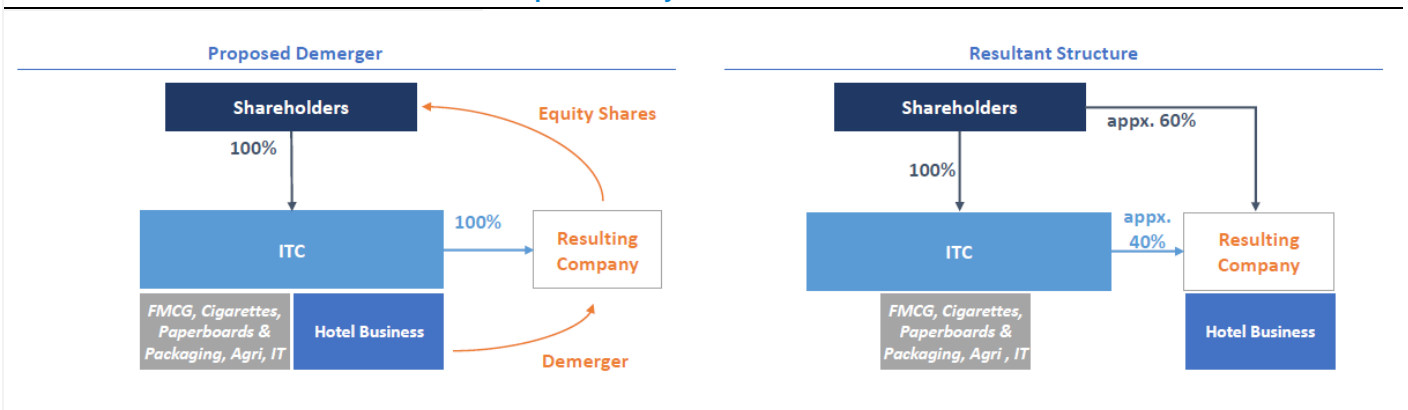 Proposed Demerger
Shareholders
100%
Equity Shares
ITC
100%
Resulting
Company
FMCG, Cigarettes,
Paperboards &
Packaging, Agri, IT
Hotel Business
Demerger
Resultant Structure
Shareholders
appx. 60%
100%
ITC
appx.
40%
Resulting
Company
FMCG, Cigarettes,
Paperboards &
Packaging, Agri , IT
Hotel Business